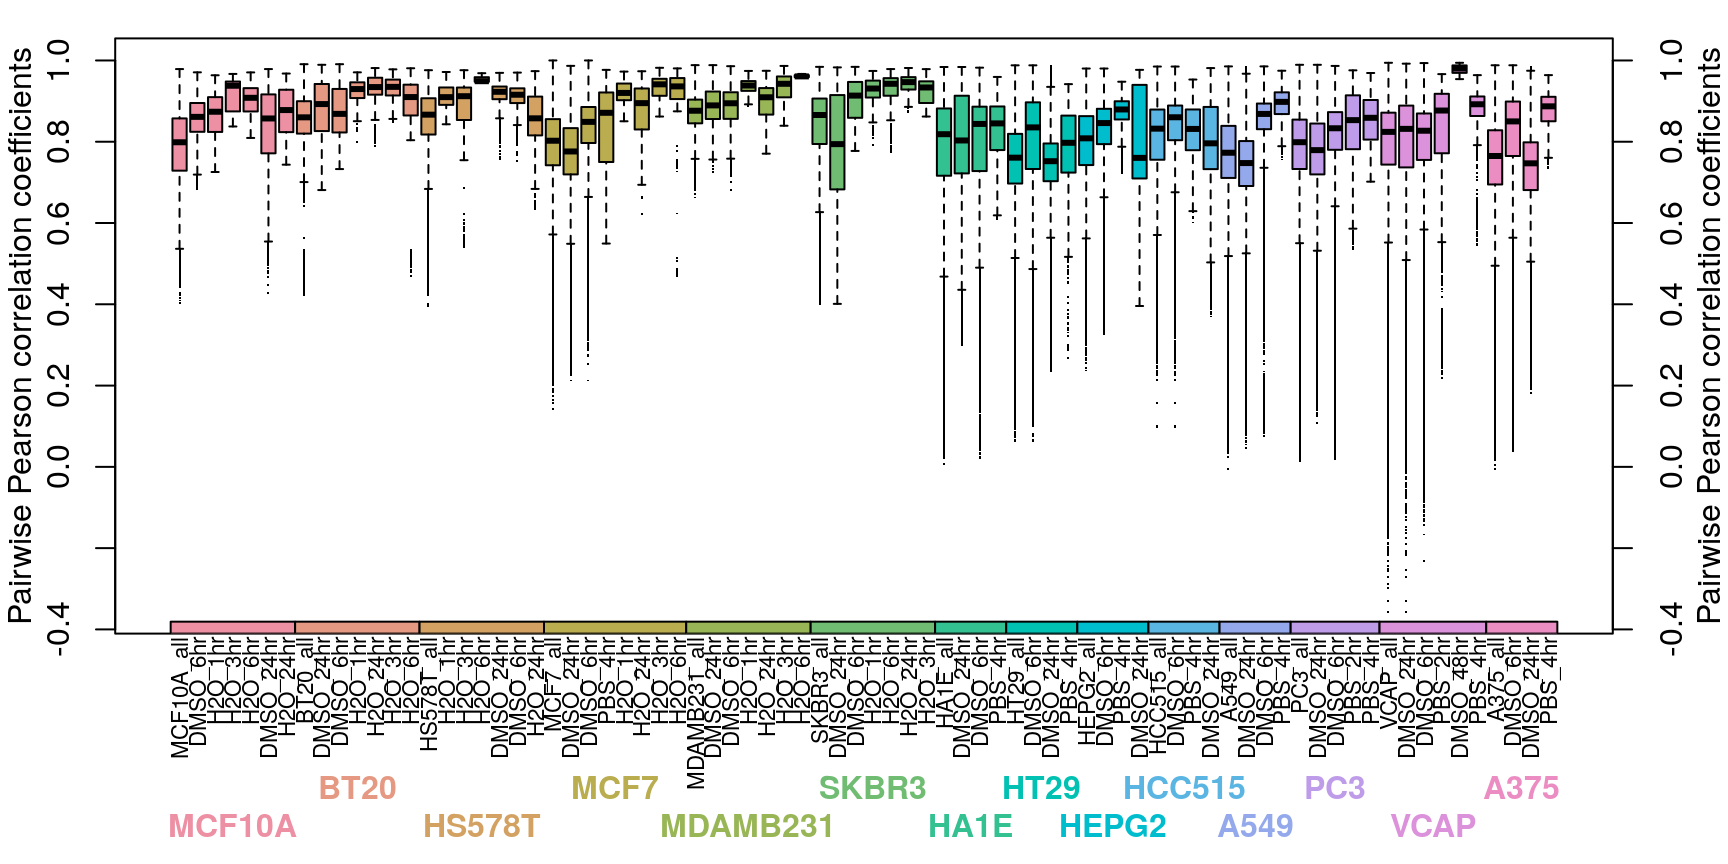 Pairwise Pearson correlation coefficients
1.0
0.8
0.6
0.4
0.2
0.0
-0.4
Pairwise Pearson correlation coefficients
1.0
0.8
0.6
0.4
0.2
0.0
-0.4
MCF10A_all
DMSO_6hr
H2O_1hr
H2O_3hr
H2O_6hr
DMSO_24hr
H2O_24hr
BT20_all
DMSO_24hr
DMSO_6hr
H2O_1hr
H2O_24hr
H2O_3hr
H2O_6hr
HS578T_all
H2O_1hr
H2O_3hr
H2O_6hr
DMSO_24hr
DMSO_6hr
H2O_24hr
MCF7_all
DMSO_24hr
DMSO_6hr
PBS_4hr
H2O_1hr
H2O_24hr
H2O_3hr
H2O_6hr
MDAMB231_all
DMSO_24hr
DMSO_6hr
H2O_1hr
H2O_24hr
H2O_3hr
H2O_6hr
SKBR3_all
DMSO_24hr
DMSO_6hr
H2O_1hr
H2O_6hr
H2O_24hr
H2O_3hr
HA1E_all
DMSO_24hr
DMSO_6hr
PBS_4hr
HT29_all
DMSO_6hr
DMSO_24hr
PBS_4hr
HEPG2_all
DMSO_6hr
PBS_4hr
DMSO_24hr
HCC515_all
DMSO_6hr
PBS_4hr
DMSO_24hr
A549_all
DMSO_24hr
DMSO_6hr
PBS_4hr
PC3_all
DMSO_24hr
DMSO_6hr
PBS_2hr
PBS_4hr
VCAP_all
DMSO_24hr
DMSO_6hr
PBS_2hr
DMSO_48hr
PBS_4hr
A375_all
DMSO_6hr
DMSO_24hr
PBS_4hr
BT20 MCF7 SKBR3 HT29 HCC515 PC3 A375
MCF10A HS578T MDAMB231 HA1E HEPG2 A549 VCAP